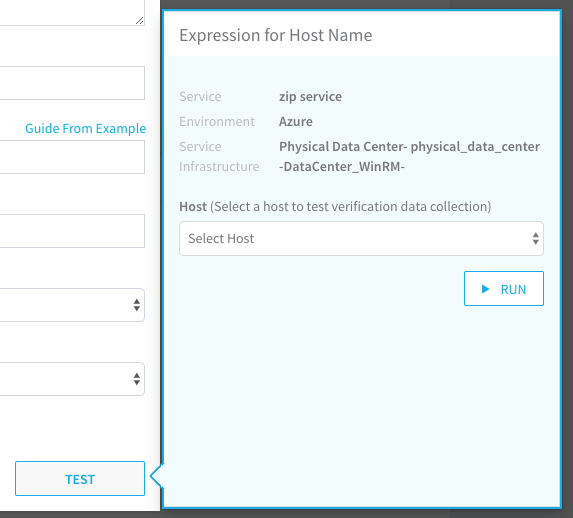 Expression for Host Name
Service zip service
Environment Azure
Service Physical Data Center- physical_data_center
Infrastructure -DataCenter_WinRM-
Guide From Example
Host (Select a host to test verification data collection)
Select Host
RUN
TEST